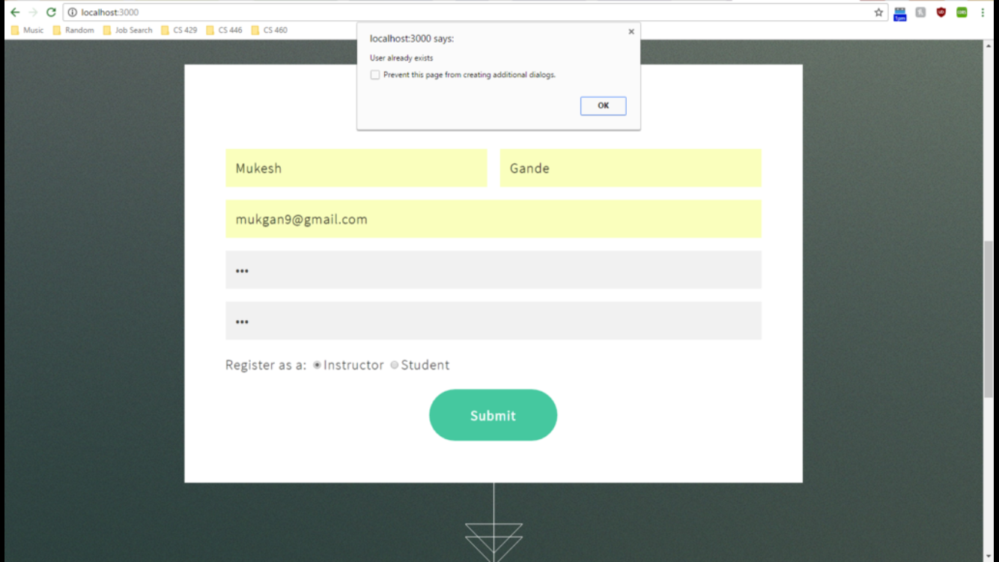 localhost:3000
Music Random Job Search CS 429 CS 446 CS 460
localhost:3000 says:
User already exists
Prevent this page from creating additional dialogs.
OK
Mukesh Gande
mukgan9@gmail.com
•••
•••
Register as a: Instructor Student
Submit